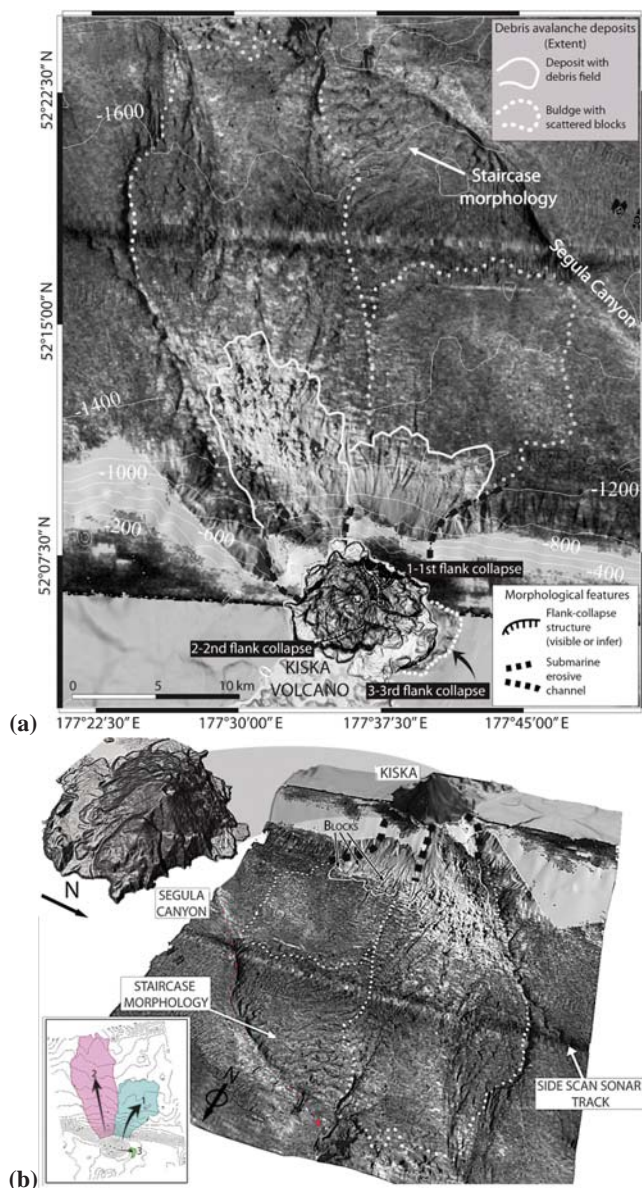 Debris avalanche deposits
(Extent)
Deposit with
debris field
Buldge with
scattered blocks
52°22'30"N
-1600
Staircase
morphology
Segula Canyon
52°15'00"N
-1400
-1000
-200
-600
-1200
-800
-400
52°07'30"N
1-1st flank collapse
2-2nd flank collapse
KISKA
VOLCANO
3-3rd flank collapse
Morphological features
Flank-collapse
structure
(visible or infer)
Submarine
erosive
channel
0 5 10 km
(a)
177°22'30"E 177°30'00"E 177°37'30"E 177°45'00"E
KISKA
BLOCKS
N
SEGULA
CANYON
STAIRCASE
MORPHOLOGY
2
1
3
N
SIDE SCAN SONAR
TRACK
(b)